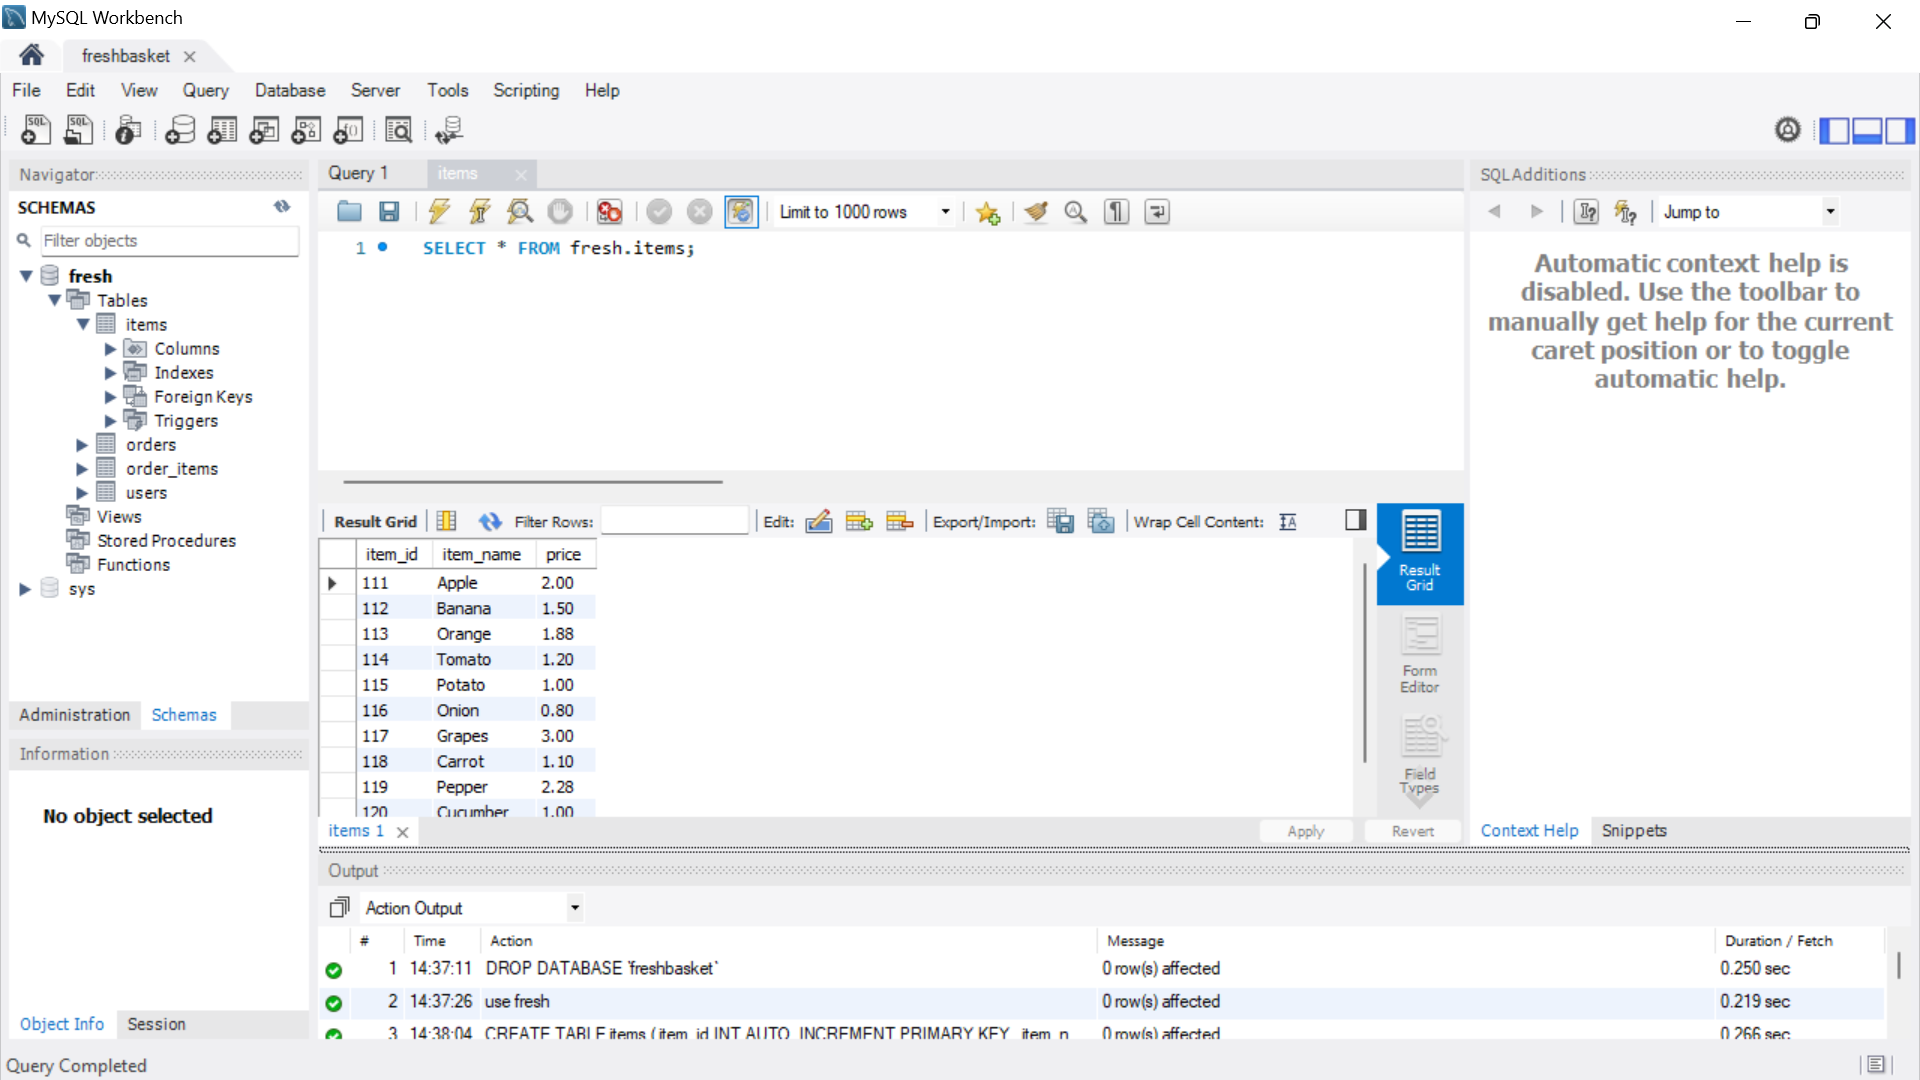 MySQL Workbench
freshbasket
File Edit View Query Database Server Tools Scripting Help
Navigator
SCHEMAS
Filter objects
fresh
Tables
items
Columns
Indexes
Foreign Keys
Triggers
orders
order_items
users
Views
Stored Procedures
Functions
sys
Administration Schemas
Information
No object selected
Object Info Session
Query 1 items
Limit to 1000 rows
1 SELECT * FROM fresh.items;
Result Grid Filter Rows: Edit: Export/Import: Wrap Cell Content:
item_id item_name price
111 Apple 2.00
112 Banana 1.50
113 Orange 1.88
114 Tomato 1.20
115 Potato 1.00
116 Onion 0.80
117 Grapes 3.00
118 Carrot 1.10
119 Pepper 2.28
120 Cucumber 1.00
Result
Grid
Form
Editor
Field
Types
items 1 Apply Revert
SQLAdditions
Jump to
Automatic context help is
disabled. Use the toolbar to
manually get help for the current
caret position or to toggle
automatic help.
Context Help Snippets
Output
Action Output
# Time Action Message Duration / Fetch
1 14:37:11 DROP DATABASE `freshbasket` 0 row(s) affected 0.250 sec
2 14:37:26 use fresh 0 row(s) affected 0.219 sec
3 14:38:04 CREATE TABLE items ( item_id INT AUTO_INCREMENT PRIMARY KEY, item_n 0 row(s) affected 0.266 sec
Query Completed